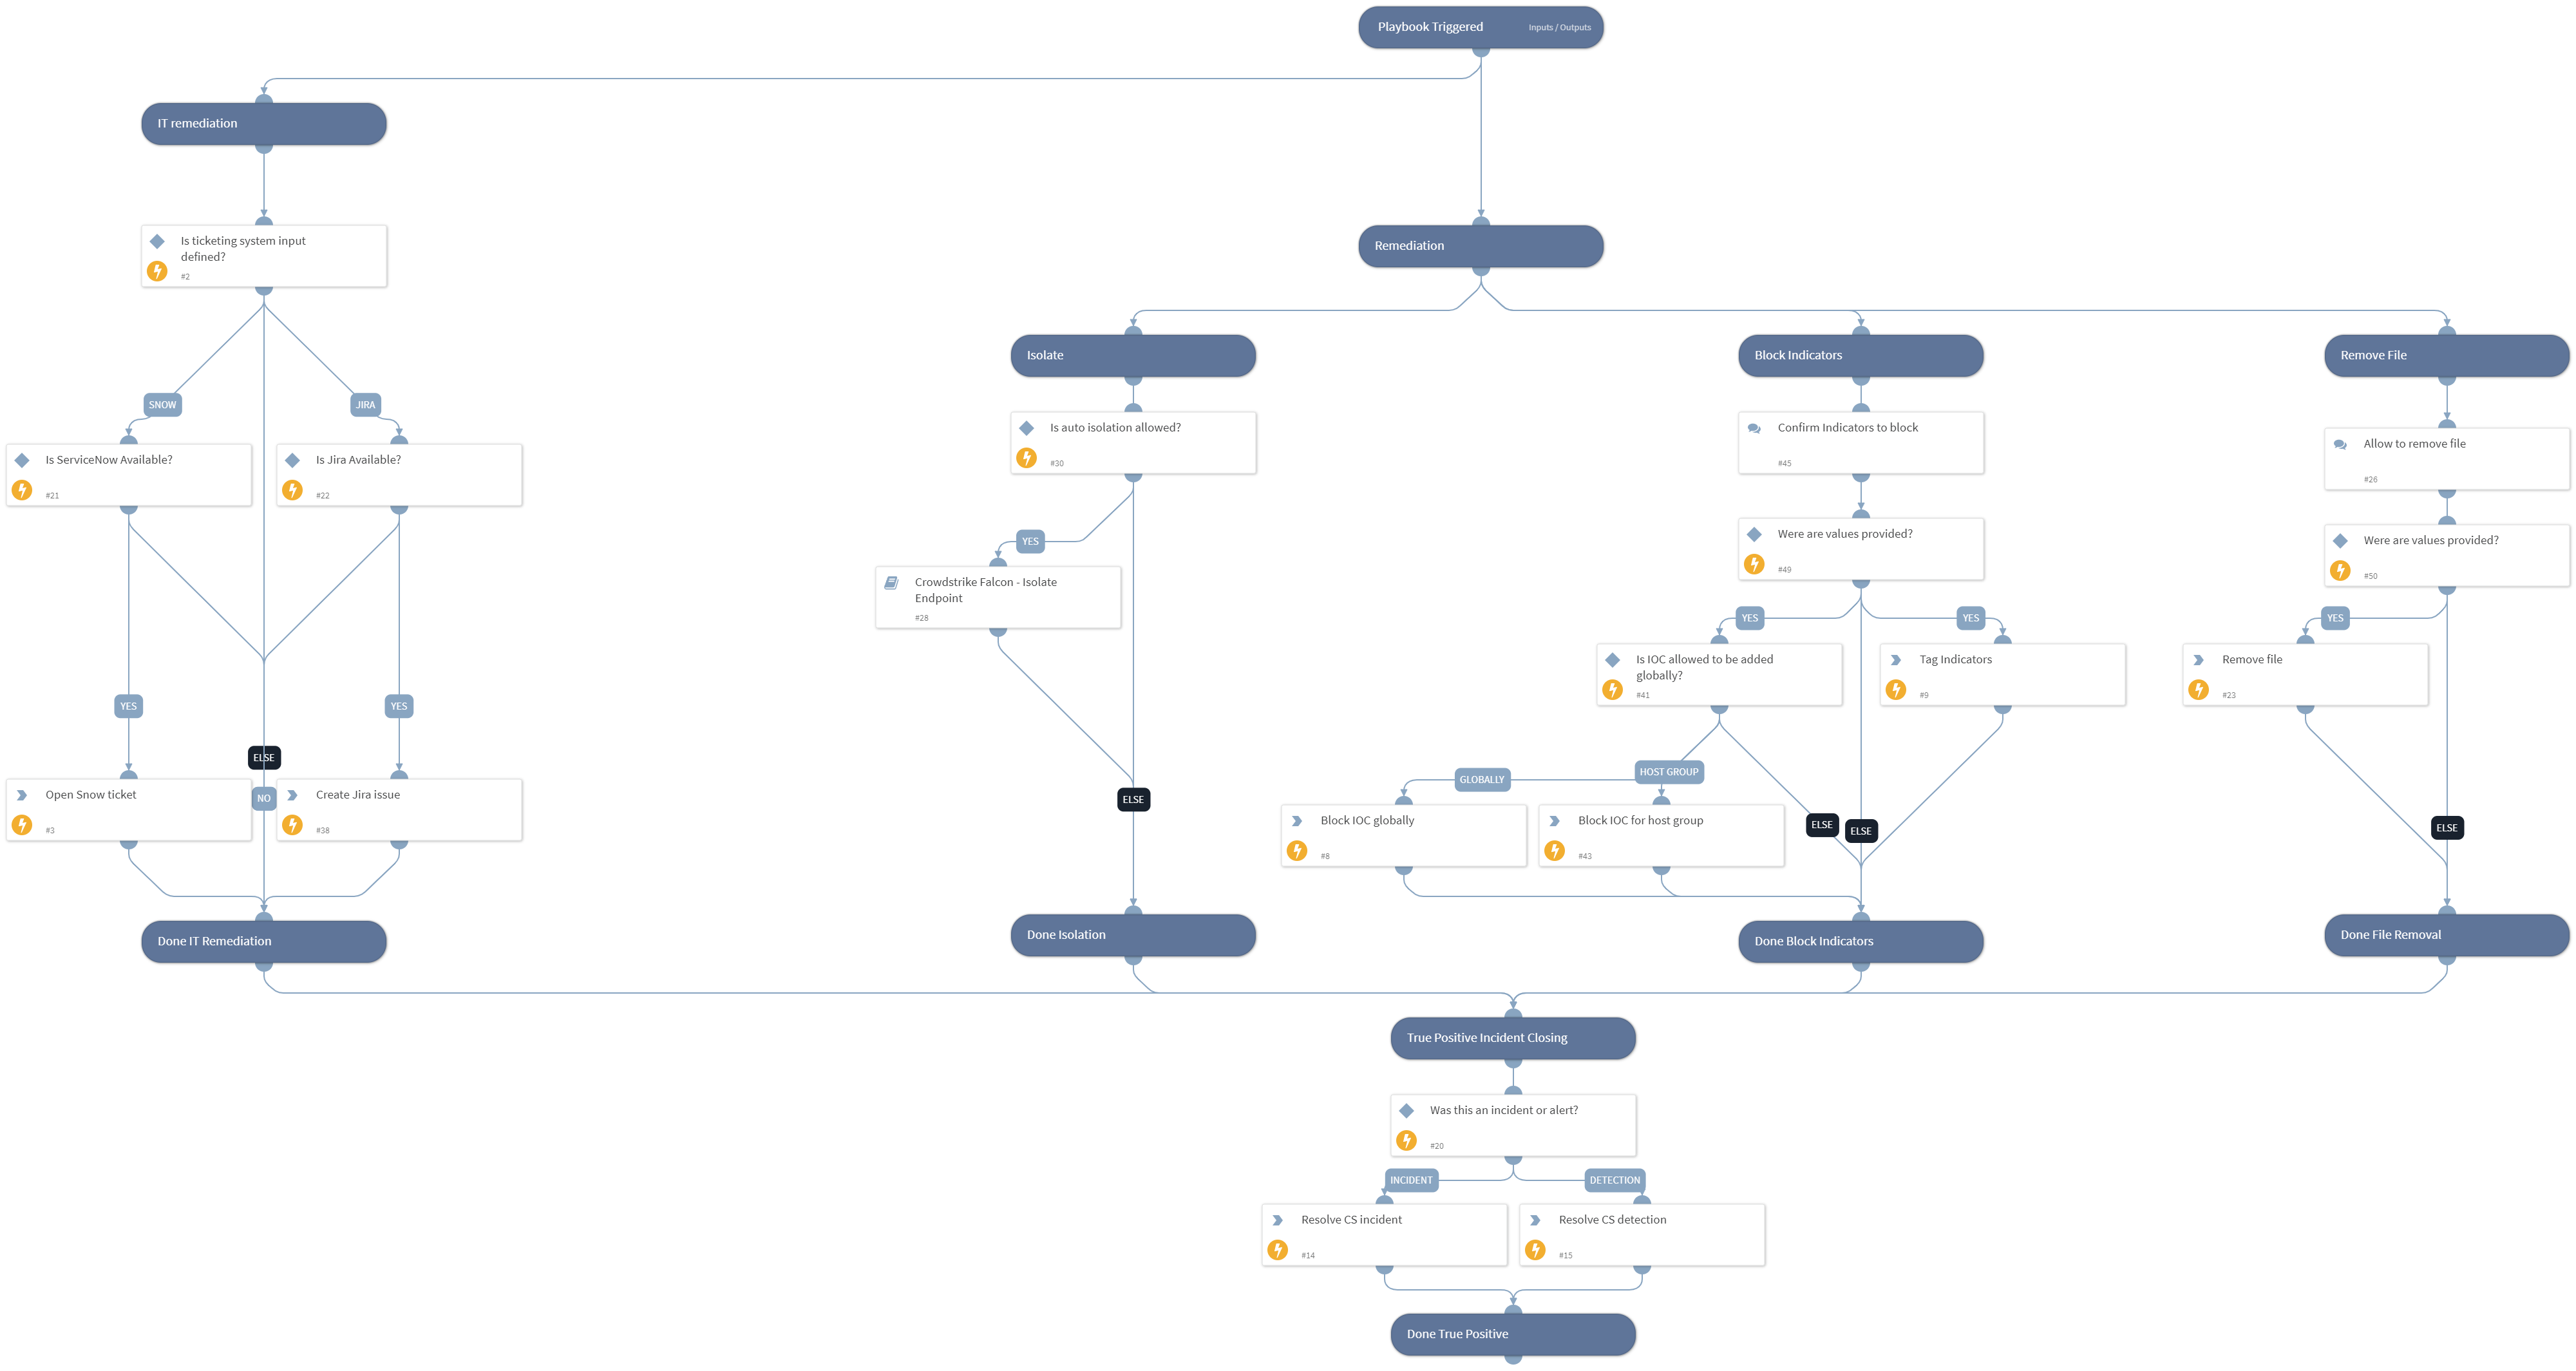 Playbook Triggered
Inputs / Outputs
IT remediation
Is ticketing system input
defined?
#2
Remediation
SNOW
JIRA
Isolate
Block Indicators
Remove File
Is ServiceNow Available?
#21
Is Jira Available?
#22
Is auto isolation allowed?
#30
Confirm Indicators to block
#45
Allow to remove file
#26
YES
Crowdstrike Falcon - Isolate
Endpoint
#28
Were are values provided?
#49
Were are values provided?
#50
YES
YES
YES
Is IOC allowed to be added
globally?
#41
Tag Indicators
#9
Remove file
#23
YES
YES
ELSE
NO
Open Snow ticket
#3
Create Jira issue
#38
ELSE
GLOBALLY
HOST GROUP
Block IOC globally
#8
Block IOC for host group
#43
ELSE
ELSE
ELSE
Done IT Remediation
Done Isolation
Done Block Indicators
Done File Removal
True Positive Incident Closing
Was this an incident or alert?
#20
INCIDENT
DETECTION
Resolve CS incident
#14
Resolve CS detection
#15
Done True Positive